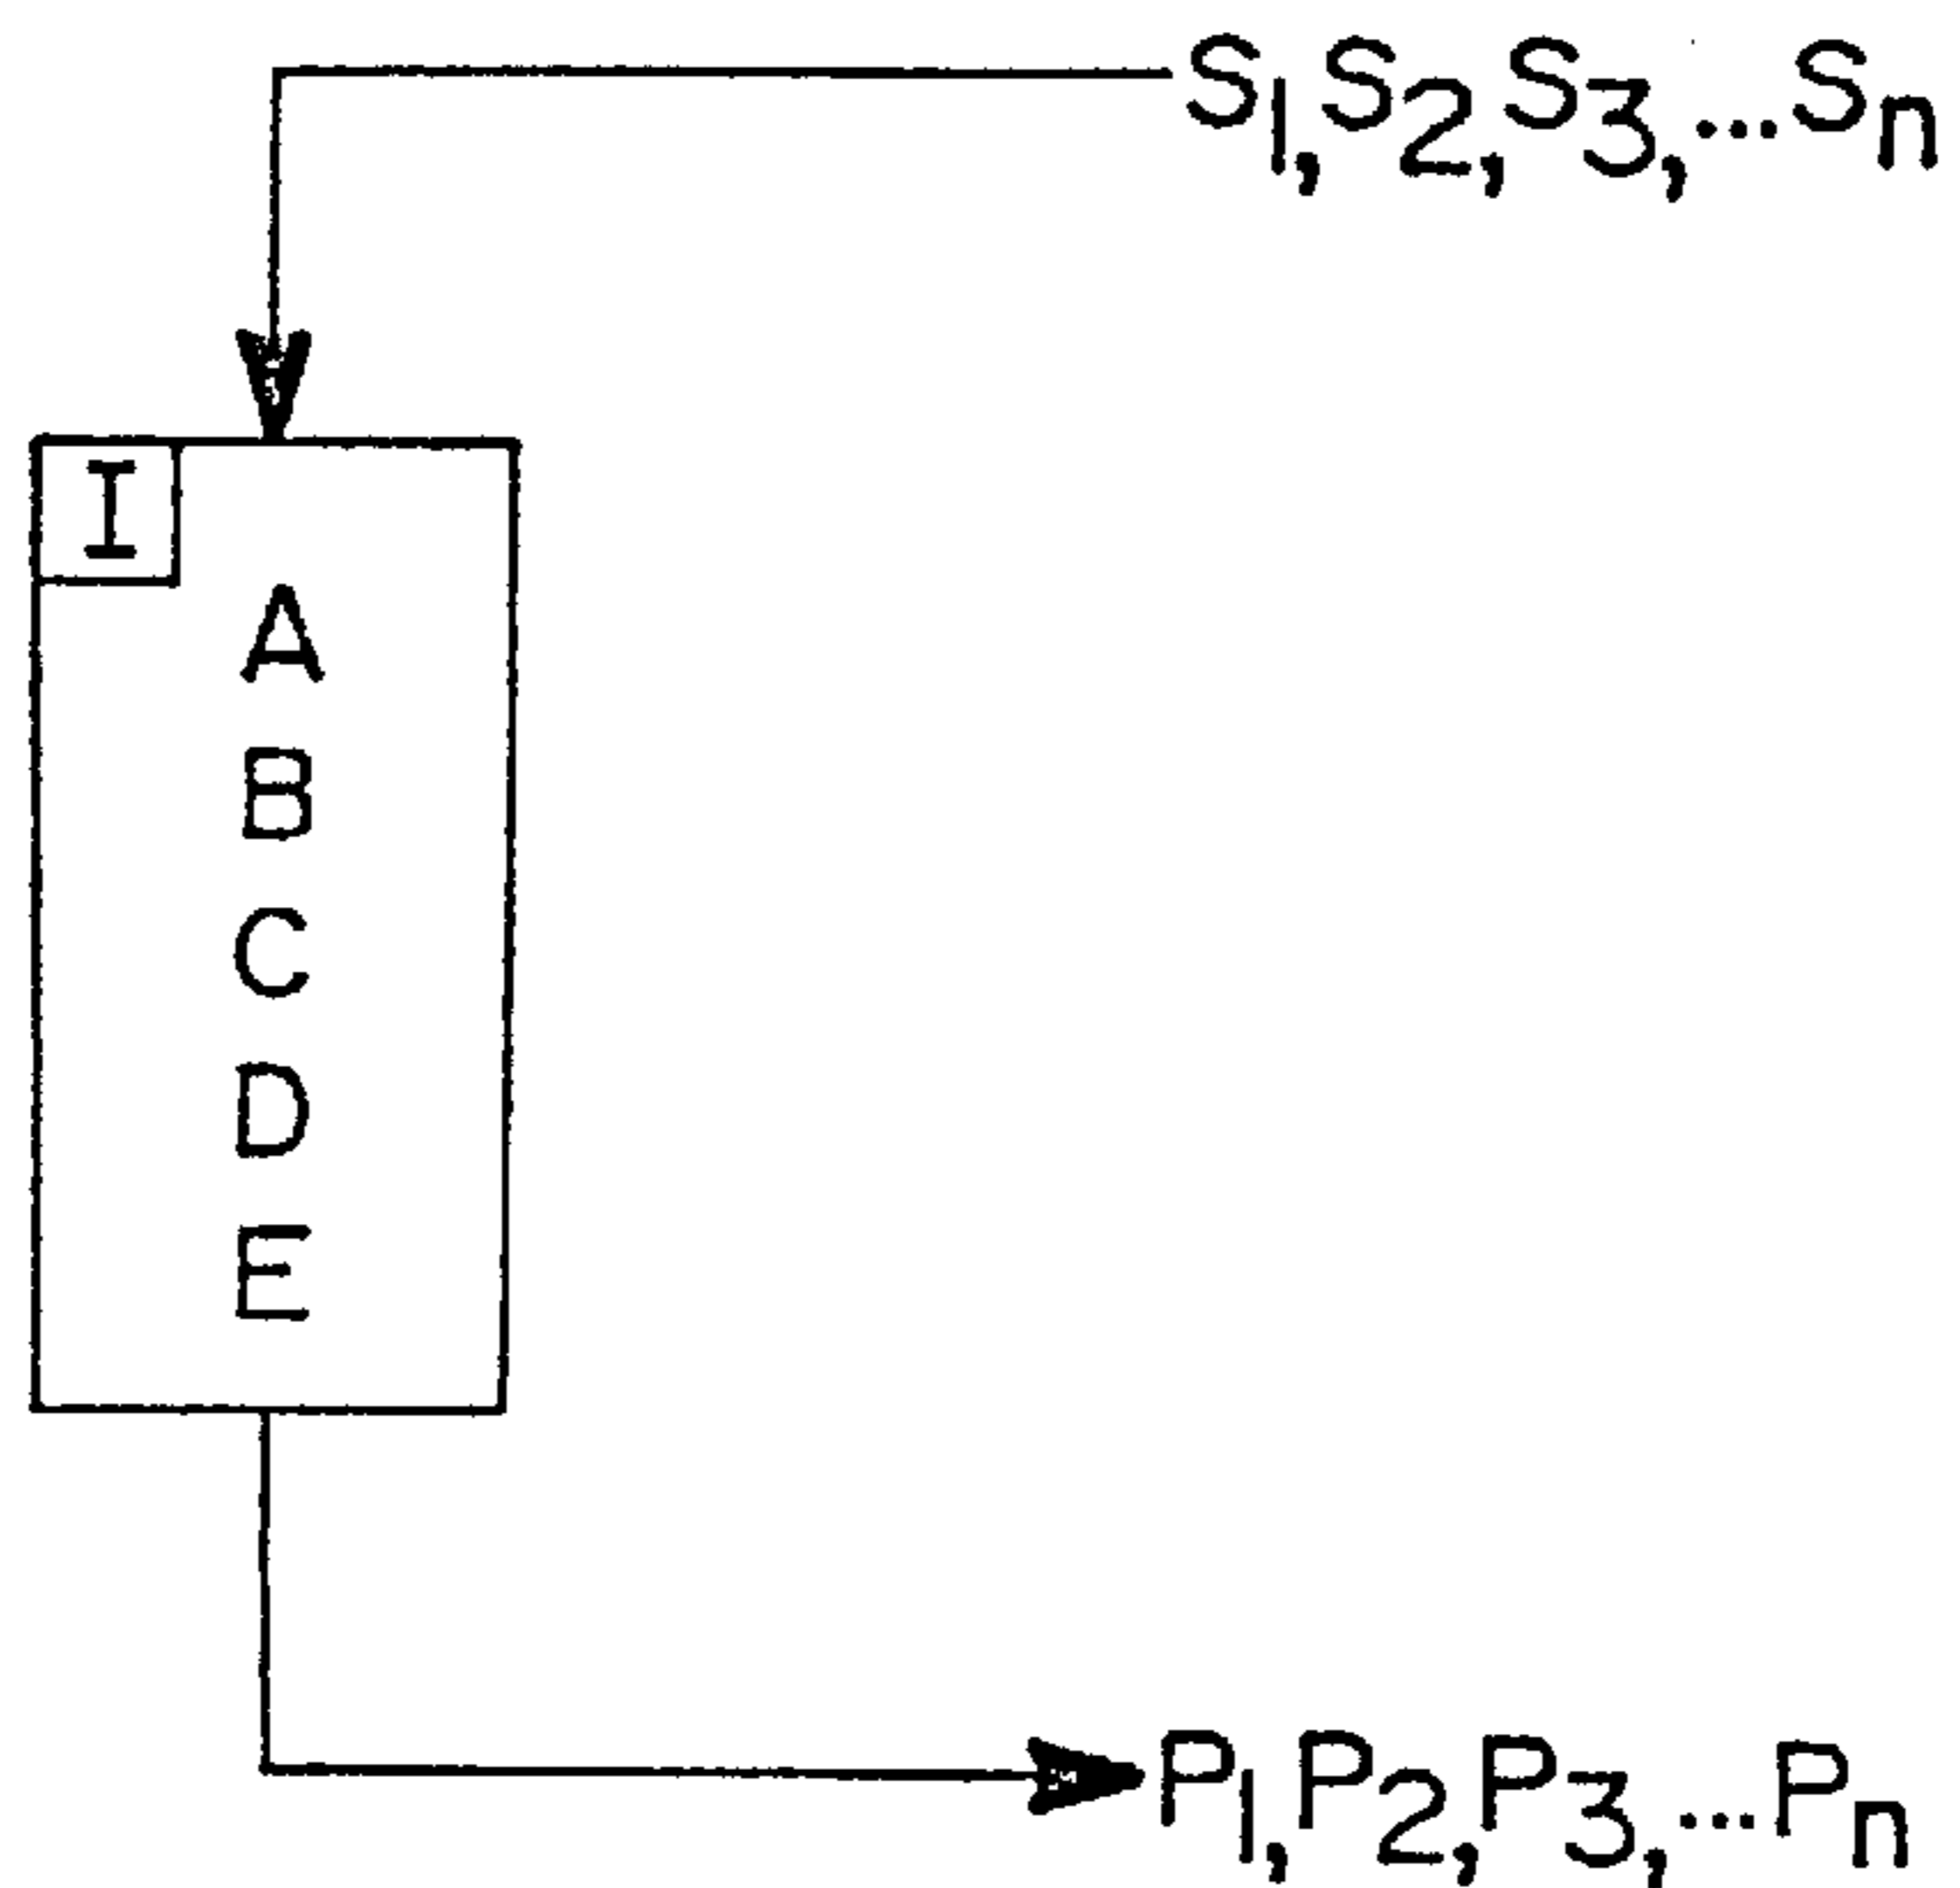 S1, S2, S3, ... Sn
I
A
B
C
D
E
P1, P2, P3, ... Pn